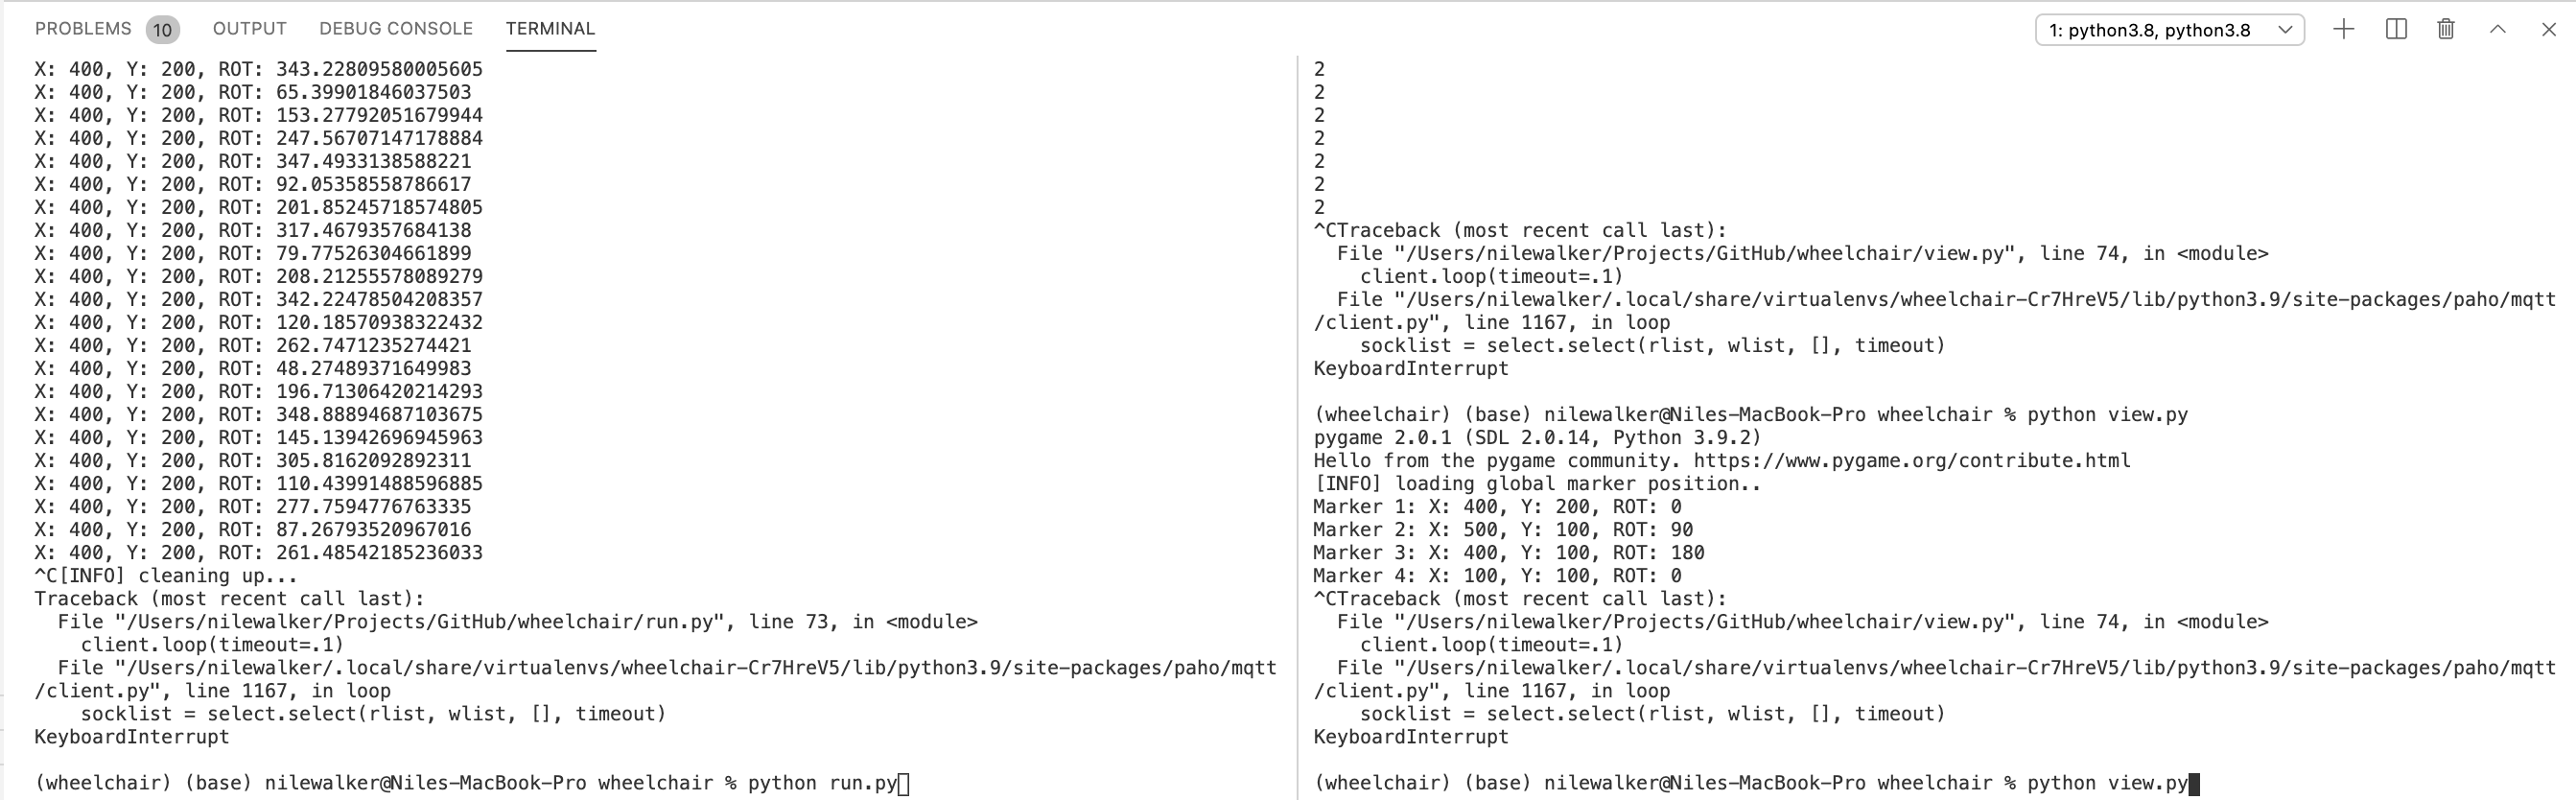 PROBLEMS 10 OUTPUT DEBUG CONSOLE TERMINAL 1: python3.8, python3.8
X: 400, Y: 200, ROT: 343.22809580005605
X: 400, Y: 200, ROT: 65.39901846037503
X: 400, Y: 200, ROT: 153.27792051679944
X: 400, Y: 200, ROT: 247.56707147178884
X: 400, Y: 200, ROT: 347.4933138588221
X: 400, Y: 200, ROT: 92.05358558786617
X: 400, Y: 200, ROT: 201.85245718574805
X: 400, Y: 200, ROT: 317.4679357684138
X: 400, Y: 200, ROT: 79.77526304661899
X: 400, Y: 200, ROT: 208.21255578089279
X: 400, Y: 200, ROT: 342.22478504208357
X: 400, Y: 200, ROT: 120.18570938322432
X: 400, Y: 200, ROT: 262.7471235274421
X: 400, Y: 200, ROT: 48.27489371649983
X: 400, Y: 200, ROT: 196.71306420214293
X: 400, Y: 200, ROT: 348.88894687103675
X: 400, Y: 200, ROT: 145.13942696945963
X: 400, Y: 200, ROT: 305.8162092892311
X: 400, Y: 200, ROT: 110.43991488596885
X: 400, Y: 200, ROT: 277.7594776763335
X: 400, Y: 200, ROT: 87.26793520967016
X: 400, Y: 200, ROT: 261.48542185236033
^C[INFO] cleaning up...
Traceback (most recent call last):
  File "/Users/nilewalker/Projects/GitHub/wheelchair/run.py", line 73, in <module>
    client.loop(timeout=.1)
  File "/Users/nilewalker/.local/share/virtualenvs/wheelchair-Cr7HreV5/lib/python3.9/site-packages/paho/mqtt
/client.py", line 1167, in loop
    socklist = select.select(rlist, wlist, [], timeout)
KeyboardInterrupt
(wheelchair) (base) nilewalker@Niles-MacBook-Pro wheelchair % python run.py
2
2
2
2
2
2
2
^CTraceback (most recent call last):
  File "/Users/nilewalker/Projects/GitHub/wheelchair/view.py", line 74, in <module>
    client.loop(timeout=.1)
  File "/Users/nilewalker/.local/share/virtualenvs/wheelchair-Cr7HreV5/lib/python3.9/site-packages/paho/mqtt
/client.py", line 1167, in loop
    socklist = select.select(rlist, wlist, [], timeout)
KeyboardInterrupt
(wheelchair) (base) nilewalker@Niles-MacBook-Pro wheelchair % python view.py
pygame 2.0.1 (SDL 2.0.14, Python 3.9.2)
Hello from the pygame community. https://www.pygame.org/contribute.html
[INFO] loading global marker position..
Marker 1: X: 400, Y: 200, ROT: 0
Marker 2: X: 500, Y: 100, ROT: 90
Marker 3: X: 400, Y: 100, ROT: 180
Marker 4: X: 100, Y: 100, ROT: 0
^CTraceback (most recent call last):
  File "/Users/nilewalker/Projects/GitHub/wheelchair/view.py", line 74, in <module>
    client.loop(timeout=.1)
  File "/Users/nilewalker/.local/share/virtualenvs/wheelchair-Cr7HreV5/lib/python3.9/site-packages/paho/mqtt
/client.py", line 1167, in loop
    socklist = select.select(rlist, wlist, [], timeout)
KeyboardInterrupt
(wheelchair) (base) nilewalker@Niles-MacBook-Pro wheelchair % python view.py